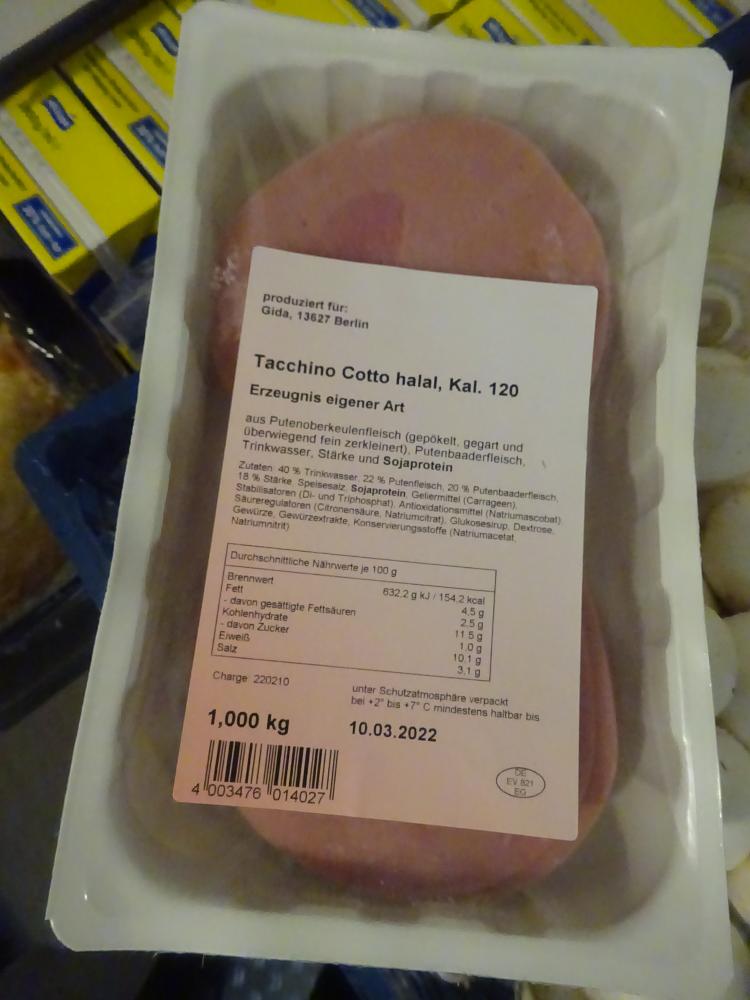 produziert für:
Gida, 13627 Berlin
Tacchino Cotto halal, Kal. 120
Erzeugnis eigener Art
aus Putenoberkeulenfleisch (gepökelt, gegart und
überwiegend fein zerkleinert), Putenbaaderfleisch,
Trinkwasser, Stärke und Sojaprotein
Zutaten: 40 % Trinkwasser, 22 % Putenfleisch, 20 % Putenbaaderfleisch,
18 % Stärke, Speisesalz, Sojaprotein, Geliermittel (Carrageen),
Stabilisatoren (Di- und Triphosphat), Antioxidationsmittel (Natriumascobat),
Säureregulatoren (Citronensäure, Natriumcitrat), Glukosesirup, Dextrose,
Gewürze, Gewürzextrakte, Konservierungsstoffe (Natriumacetat,
Natriumnitrit)
Durchschnittliche Nährwerte je 100 g
Brennwert 632,2 g kJ / 154,2 kcal
Fett 4,5 g
- davon gesättigte Fettsäuren 2,5 g
Kohlenhydrate 11,5 g
- davon Zucker 1,0 g
Eiweiß 10,1 g
Salz 3,1 g
Charge: 220210
unter Schutzatmosphäre verpackt
bei +2° bis +7° C mindestens haltbar bis
1,000 kg 10.03.2022
4 003476 014027
DE
EV 821
EG